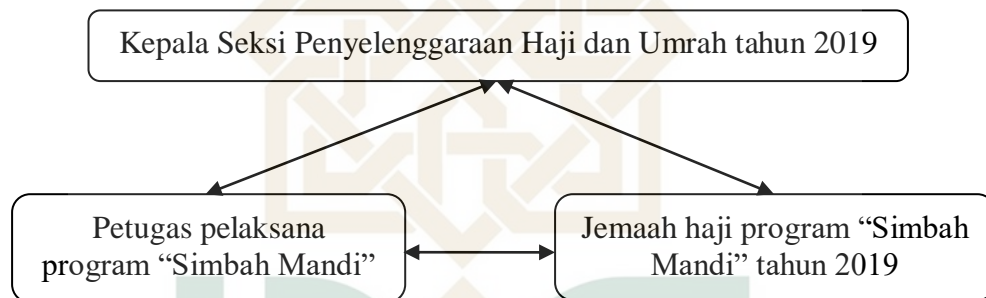 Kepala Seksi Penyelenggaraan Haji dan Umrah tahun 2019
Petugas pelaksana
program “Simbah Mandi”
Jemaah haji program “Simbah
Mandi” tahun 2019